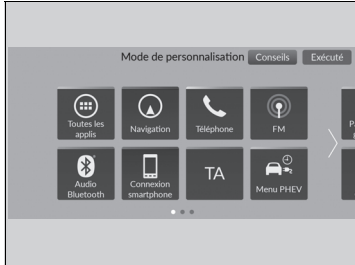 Mode de personnalisation Conseils Exécuté
Toutes les
applis
Navigation
Téléphone
FM
Audio
Bluetooth
Connexion
smartphone
TA
Menu PHEV